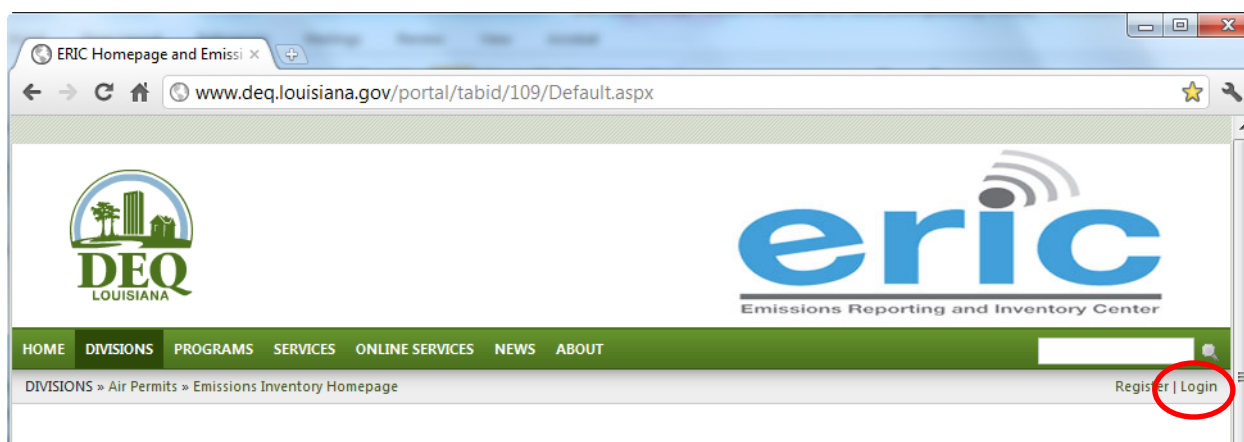 ERIC Homepage and Emissi
www.deq.louisiana.gov/portal/tabid/109/Default.aspx
DEQ
LOUISIANA
eric
Emissions Reporting and Inventory Center
HOME DIVISIONS PROGRAMS SERVICES ONLINE SERVICES NEWS ABOUT
DIVISIONS » Air Permits » Emissions Inventory Homepage Register | Login